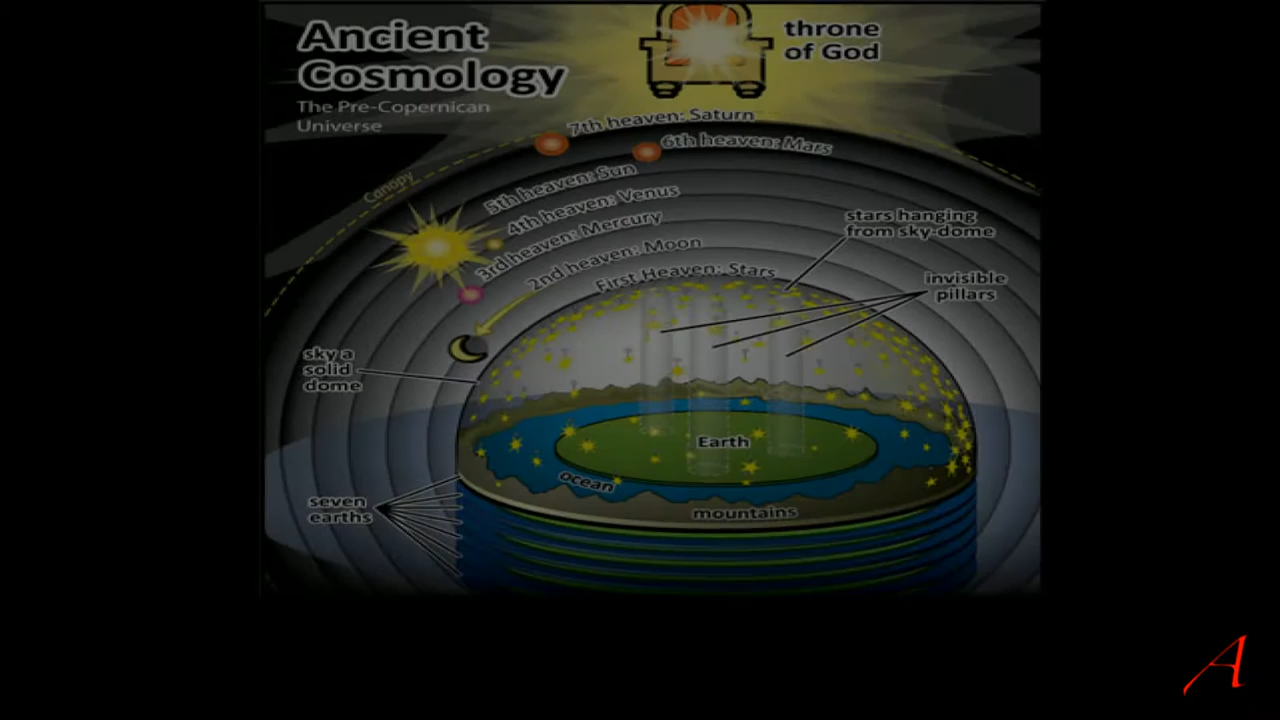 Ancient
Cosmology
The Pre-Copernican
Universe
throne
of God
7th heaven: Saturn
6th heaven: Mars
Canopy
5th heaven: Sun
4th heaven: Venus
3rd heaven: Mercury
2nd heaven: Moon
First Heaven: Stars
stars hanging
from sky-dome
invisible
pillars
sky a
solid
dome
Earth
ocean
seven
earths
mountains
A